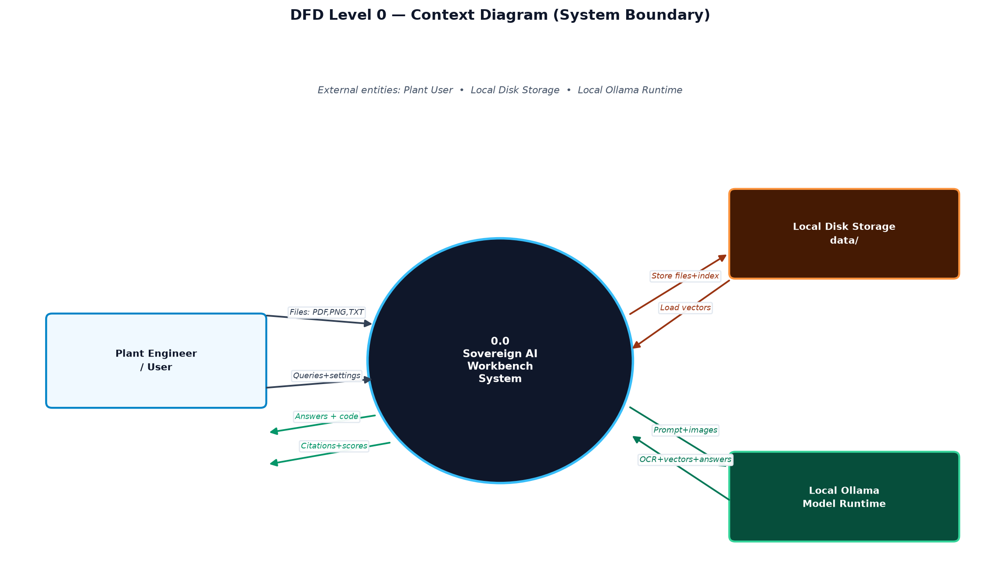 DFD Level 0 — Context Diagram (System Boundary)
External entities: Plant User • Local Disk Storage • Local Ollama Runtime
Local Disk Storage
data/
Store files+index
Load vectors
Files: PDF,PNG,TXT
Plant Engineer
/ User
Queries+settings
0.0
Sovereign AI
Workbench
System
Answers + code
Citations+scores
Prompt+images
OCR+vectors+answers
Local Ollama
Model Runtime